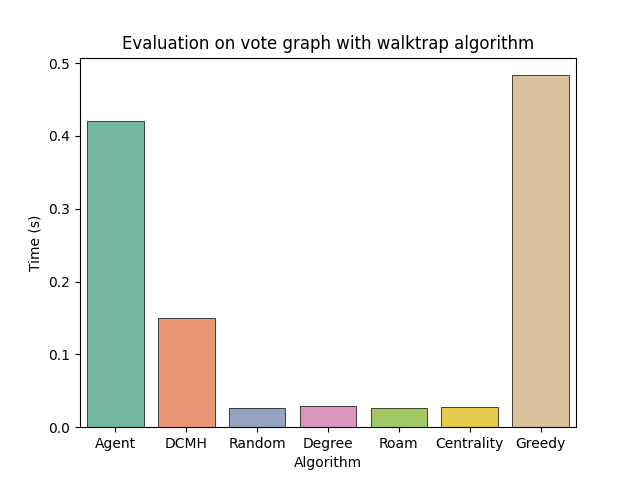 Evaluation on vote graph with walktrap algorithm
0.5
0.4
0.3
0.2
0.1
0.0
Time (s)
Agent DCMH Random Degree Roam Centrality Greedy
Algorithm